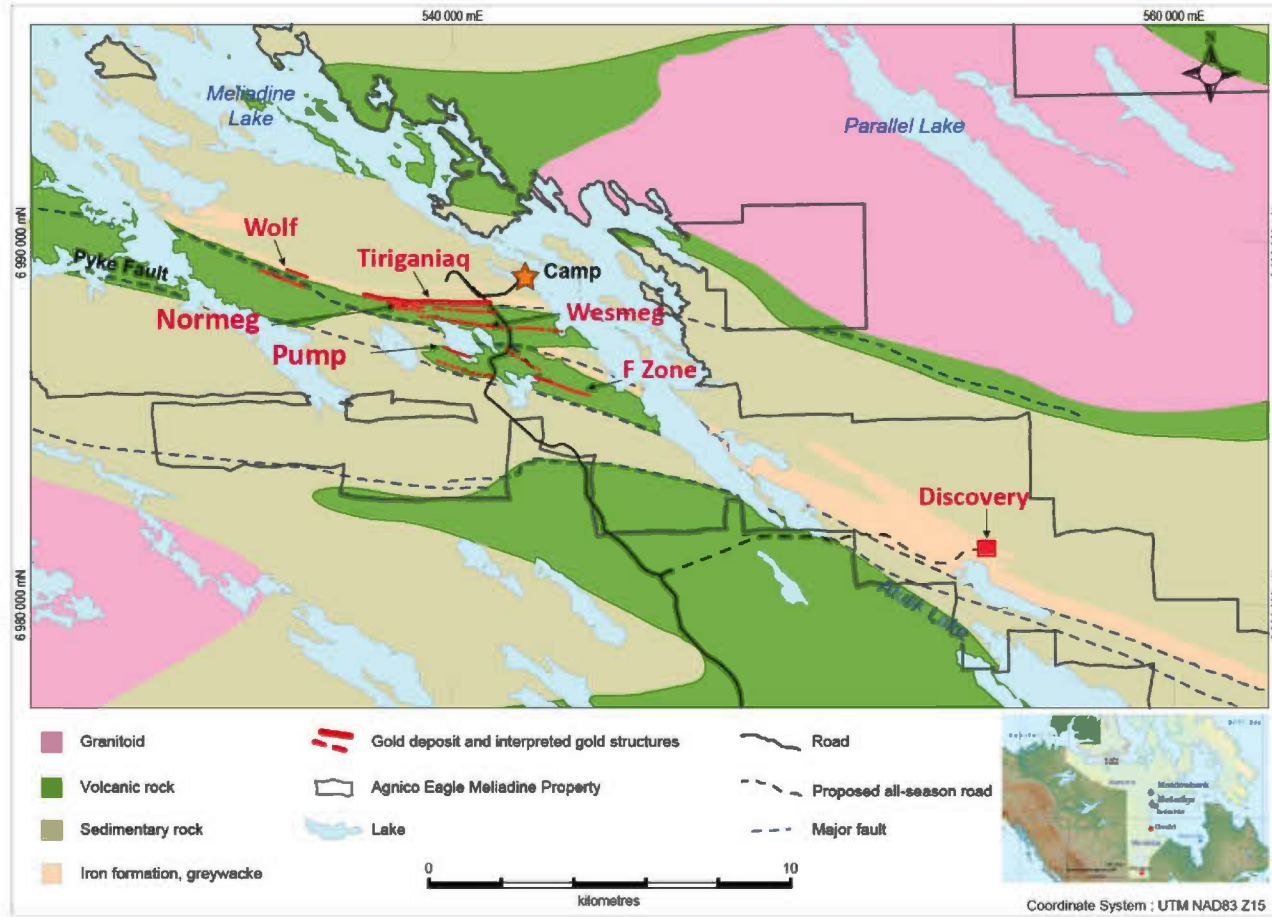 540 000 mE
560 000 mE
N
Meliadine
Lake
Parallel Lake
6 990 000 mN
Wolf
Tiriganiaq
Camp
Pyke Fault
Normeg
Wesmeg
Pump
F Zone
Discovery
6 980 000 mN
Atulik Lake
Granitoid
Volcanic rock
Sedimentary rock
Iron formation, greywacke
Gold deposit and interpreted gold structures
Agnico Eagle Meliadine Property
Lake
Road
Proposed all-season road
Major fault
0
10
kilometres
Meadowbank
Coordinate System : UTM NAD83 Z15